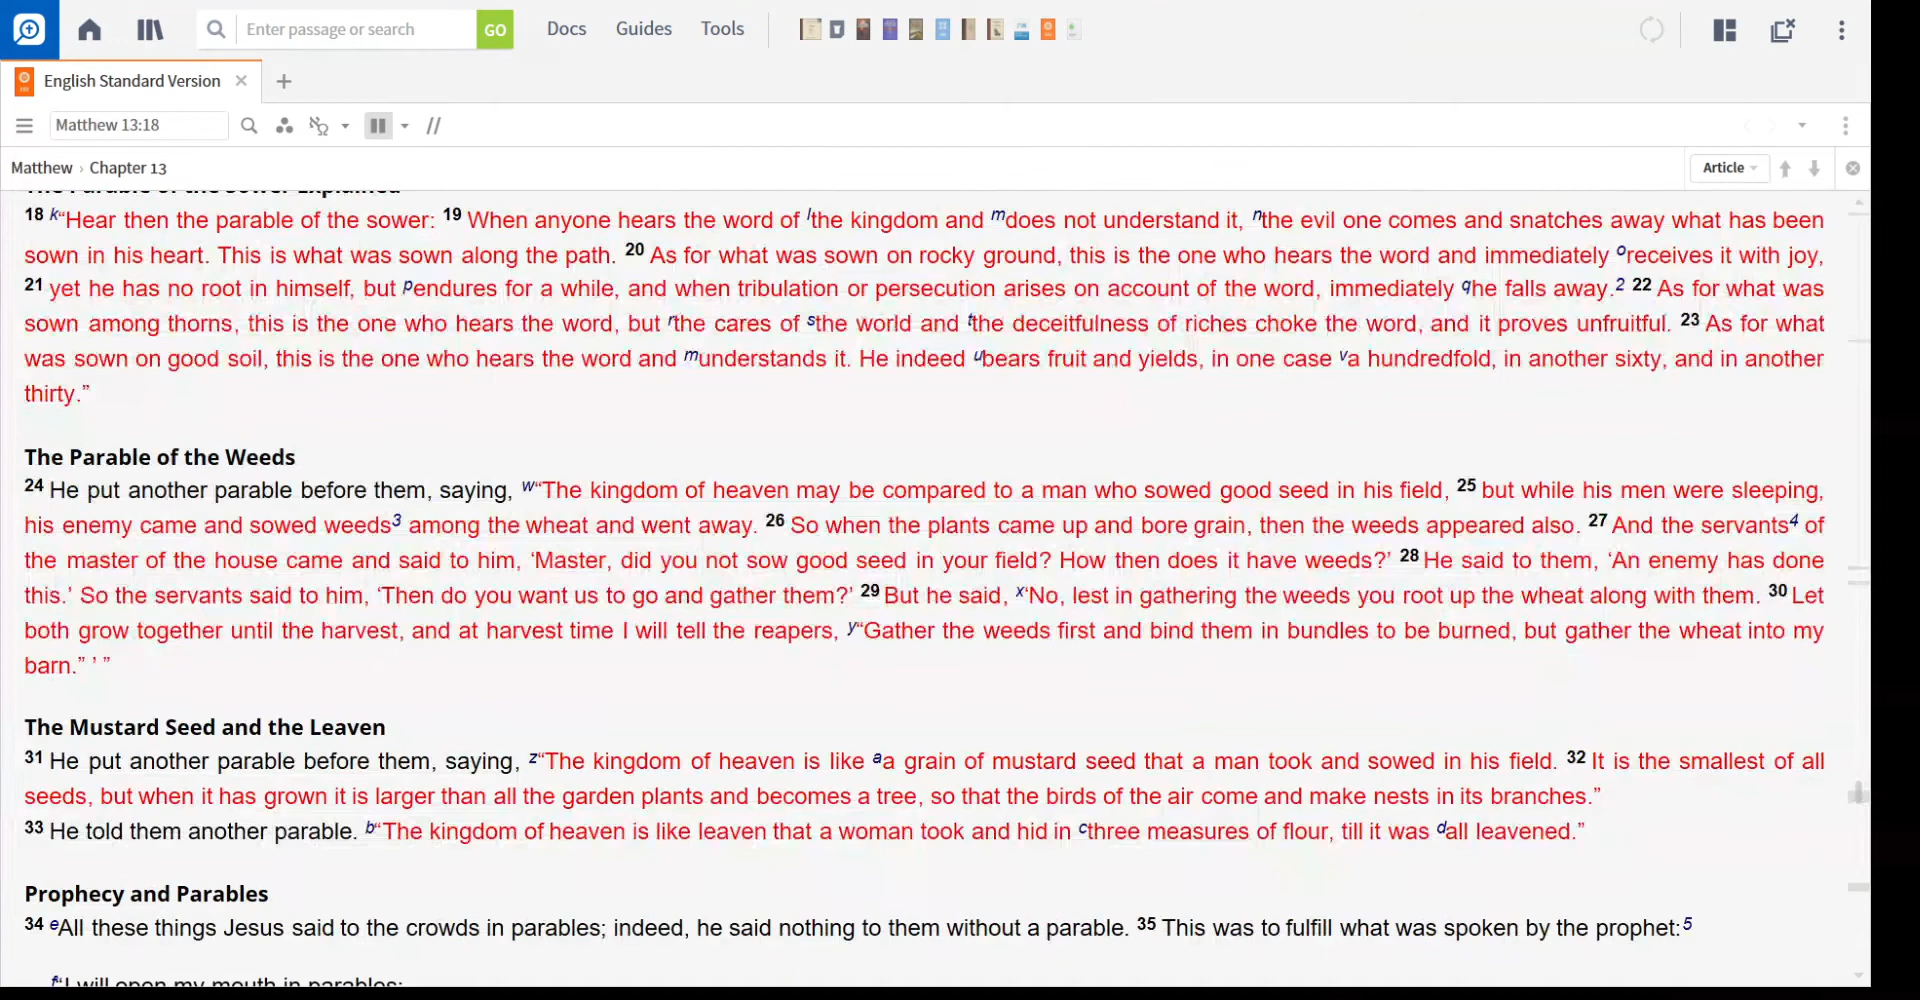 Enter passage or search GO Docs Guides Tools
English Standard Version
Matthew 13:18
Matthew › Chapter 13 Article
The Parable of the Sower Explained
18 k“Hear then the parable of the sower: 19 When anyone hears the word of lthe kingdom and mdoes not understand it, nthe evil one comes and snatches away what has been
sown in his heart. This is what was sown along the path. 20 As for what was sown on rocky ground, this is the one who hears the word and immediately oreceives it with joy,
21 yet he has no root in himself, but pendures for a while, and when tribulation or persecution arises on account of the word, immediately qhe falls away.2 22 As for what was
sown among thorns, this is the one who hears the word, but rthe cares of sthe world and tthe deceitfulness of riches choke the word, and it proves unfruitful. 23 As for what
was sown on good soil, this is the one who hears the word and munderstands it. He indeed ubears fruit and yields, in one case va hundredfold, in another sixty, and in another
thirty.”
The Parable of the Weeds
24 He put another parable before them, saying, w“The kingdom of heaven may be compared to a man who sowed good seed in his field, 25 but while his men were sleeping,
his enemy came and sowed weeds3 among the wheat and went away. 26 So when the plants came up and bore grain, then the weeds appeared also. 27 And the servants4 of
the master of the house came and said to him, ‘Master, did you not sow good seed in your field? How then does it have weeds?’ 28 He said to them, ‘An enemy has done
this.’ So the servants said to him, ‘Then do you want us to go and gather them?’ 29 But he said, x‘No, lest in gathering the weeds you root up the wheat along with them. 30 Let
both grow together until the harvest, and at harvest time I will tell the reapers, y“Gather the weeds first and bind them in bundles to be burned, but gather the wheat into my
barn.” ’ ”
The Mustard Seed and the Leaven
31 He put another parable before them, saying, z“The kingdom of heaven is like aa grain of mustard seed that a man took and sowed in his field. 32 It is the smallest of all
seeds, but when it has grown it is larger than all the garden plants and becomes a tree, so that the birds of the air come and make nests in its branches.”
33 He told them another parable. b“The kingdom of heaven is like leaven that a woman took and hid in cthree measures of flour, till it was dall leavened.”
Prophecy and Parables
34 eAll these things Jesus said to the crowds in parables; indeed, he said nothing to them without a parable. 35 This was to fulfill what was spoken by the prophet:5
f“I will open my mouth in parables;